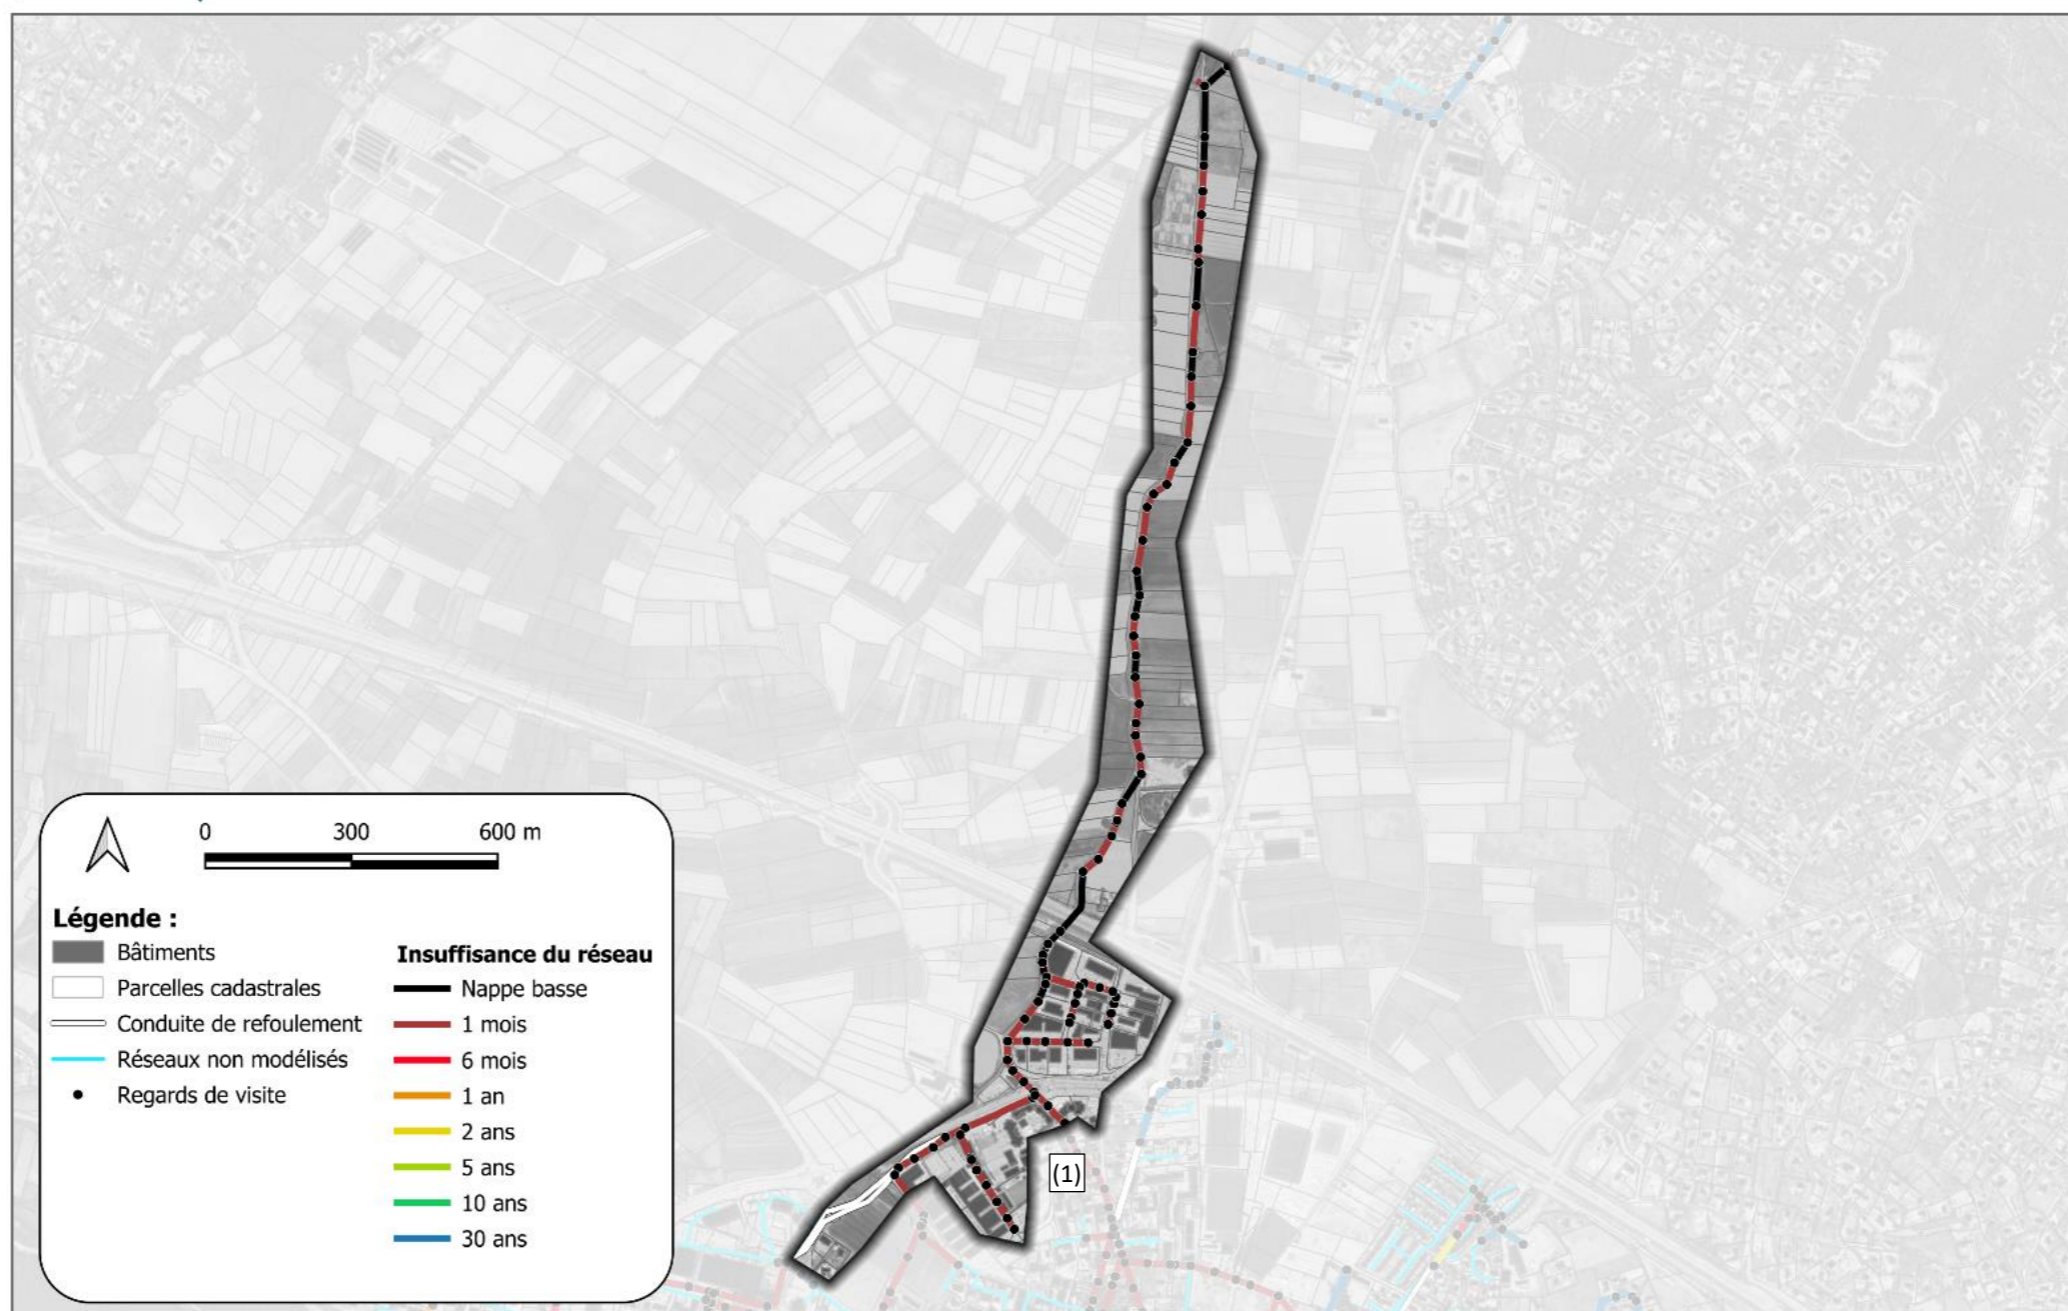 0 300 600 m
Légende :
Bâtiments
Parcelles cadastrales
Conduite de refoulement
Réseaux non modélisés
Regards de visite
Insuffisance du réseau
Nappe basse
1 mois
6 mois
1 an
2 ans
5 ans
10 ans
30 ans
(1)